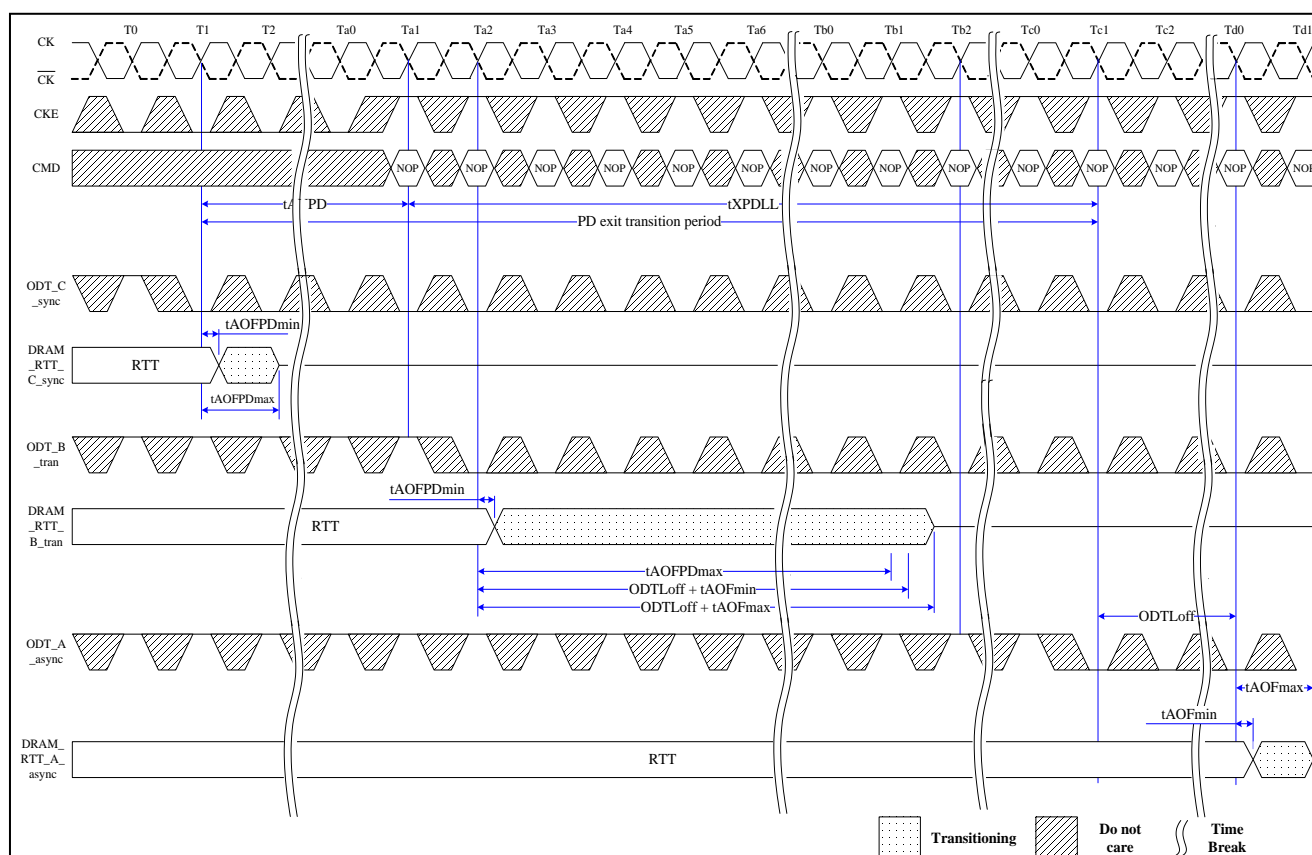 T0 T1 T2 Ta0 Ta1 Ta2 Ta3 Ta4 Ta5 Ta6 Tb0 Tb1 Tb2 Tc0 Tc1 Tc2 Td0 Td1
CK
CK
CKE
CMD
NOP NOP NOP NOP NOP NOP NOP NOP NOP NOP NOP NOP NOP NOP
tXPDLL
PD exit transition period
ODT_C
_sync
tAOFPDmin
DRAM
_RTT_
C_sync
RTT
tAOFPDmax
ODT_B
_tran
tAOFPDmin
DRAM
_RTT_
B_tran
RTT
tAOFPDmax
ODTLoff + tAOFmin
ODTLoff + tAOFmax
ODTLoff
ODT_A
_async
tAOFmax
tAOFmin
DRAM_
RTT_A_
async
RTT
Transitioning
Do not
care
Time
Break